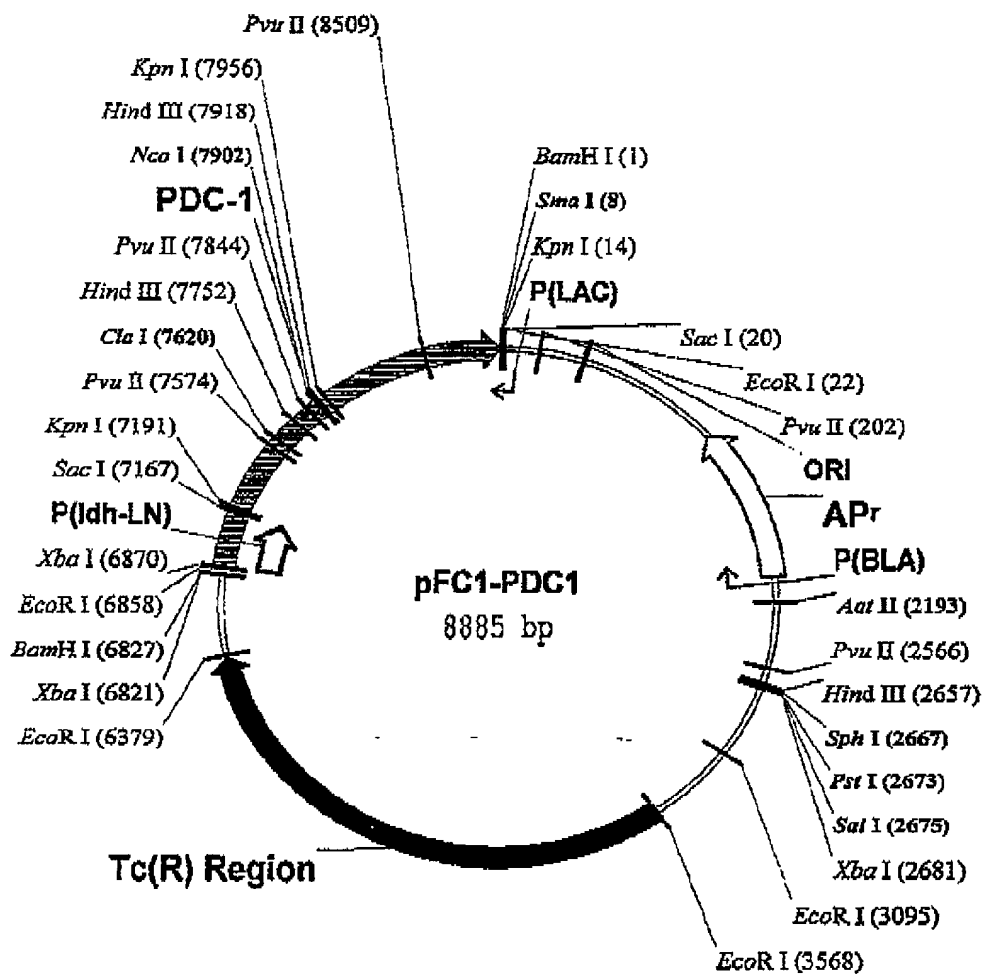 Pvu II (8509)
Kpn I (7956)
Hind III (7918)
Nco I (7902)
PDC-1
Pvu II (7844)
Hind III (7752)
Cla I (7620)
Pvu II (7574)
Kpn I (7191)
Sac I (7167)
P(ldh-LN)
Xba I (6870)
EcoR I (6858)
BamH I (6827)
Xba I (6821)
EcoR I (6379)
BamH I (1)
Sma I (8)
Kpn I (14)
P(LAC)
Sac I (20)
EcoR I (22)
Pvu II (202)
ORI
APr
P(BLA)
Aat II (2193)
Pvu II (2566)
Hind III (2657)
Sph I (2667)
Pst I (2673)
Sal I (2675)
Xba I (2681)
EcoR I (3095)
EcoR I (3568)
Tc(R) Region
pFC1-PDC1
8885 bp